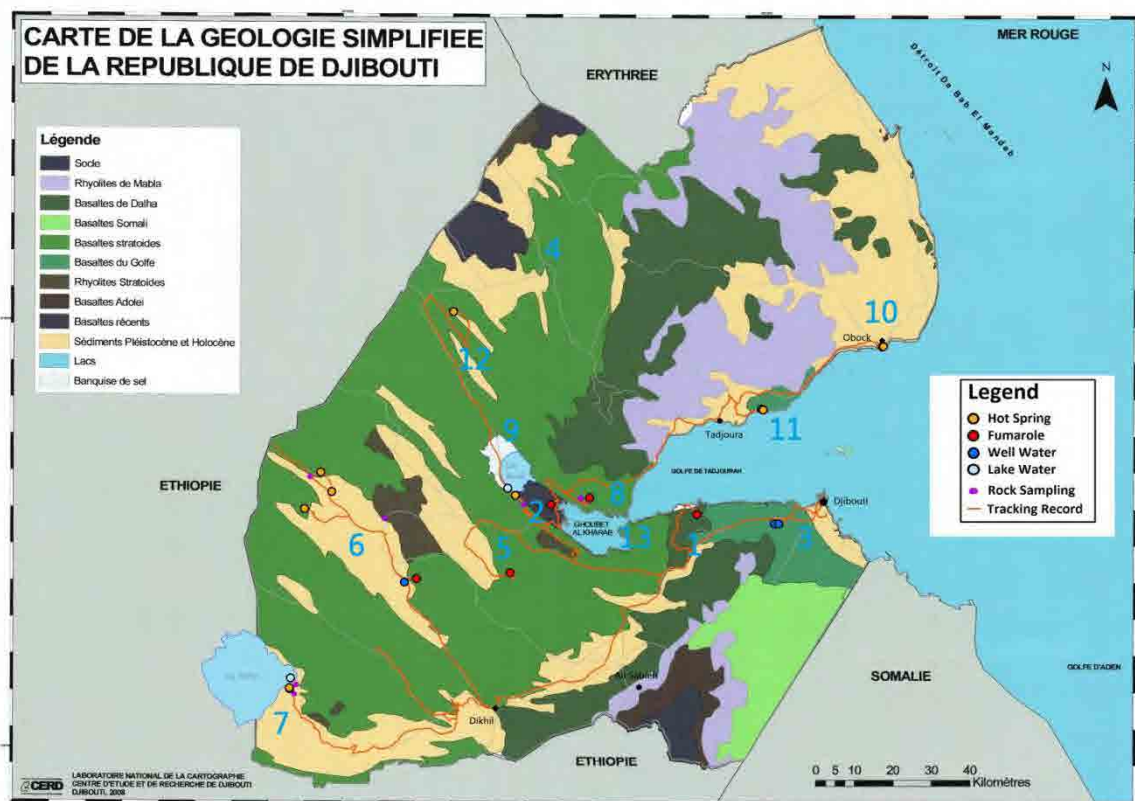 CARTE DE LA GEOLOGIE SIMPLIFIEE
DE LA REPUBLIQUE DE DJIBOUTI
MER ROUGE
ERYTHREE
Détroit De Bab El Mandab
N
Légende
Socle
Rhyolites de Mabla
Basaltes de Dalha
Basaltes Somali
Basaltes stratoides
Basaltes du Golfe
Rhyolites Stratoides
Basaltes Adolei
Basaltes récents
Sédiments Pléistocène et Holocène
Lacs
Banquise de sel
4
10
Obock
12
11
Tadjoura
9
GOLFE DE TADJOURAH
ETHIOPIE
8
Djibouti
2
GHOUBET
AL KHARAB
13
1
3
6
5
Legend
Hot Spring
Fumarole
Well Water
Lake Water
Rock Sampling
Tracking Record
GOLFE D'ADEN
SOMALIE
Ali Sabieh
7
Dikhil
ETHIOPIE
0 5 10 20 30 40
Kilomètres
CERD
LABORATOIRE NATIONAL DE LA CARTOGRAPHIE
CENTRE D'ETUDE ET DE RECHERCHE DE DJIBOUTI
DJIBOUTI, 2008